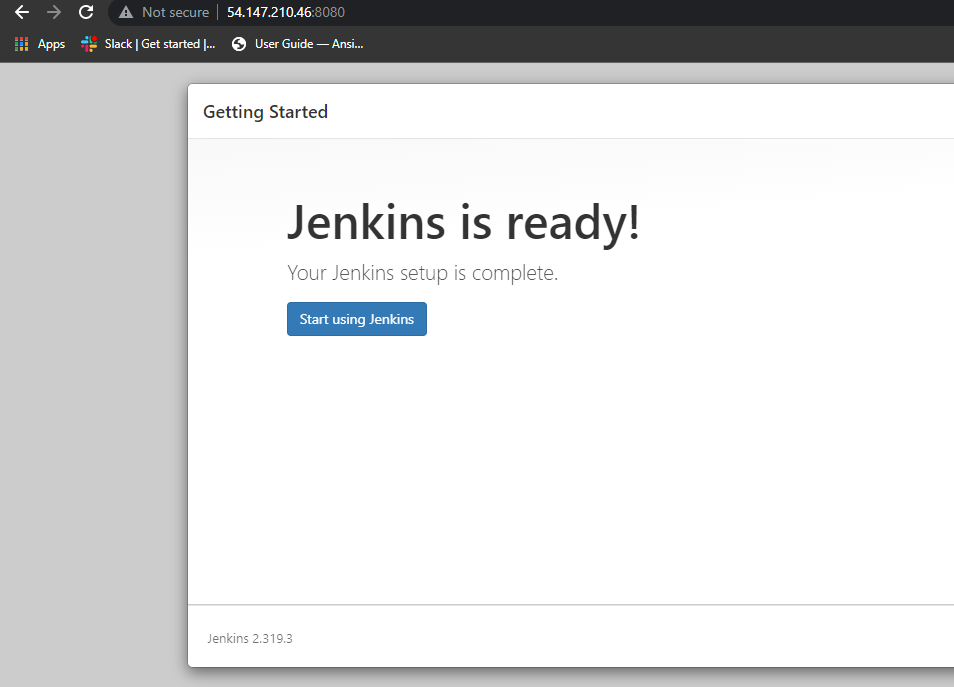 Not secure | 54.147.210.46:8080
Apps Slack | Get started |... User Guide — Ansi...
Getting Started
Jenkins is ready!
Your Jenkins setup is complete.
Start using Jenkins
Jenkins 2.319.3